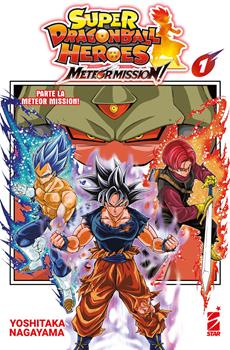 SUPER
DRAGONBALL
HEROES
METEOR MISSION!
1
PARTE LA
METEOR MISSION!
YOSHITAKA
NAGAYAMA
STAR